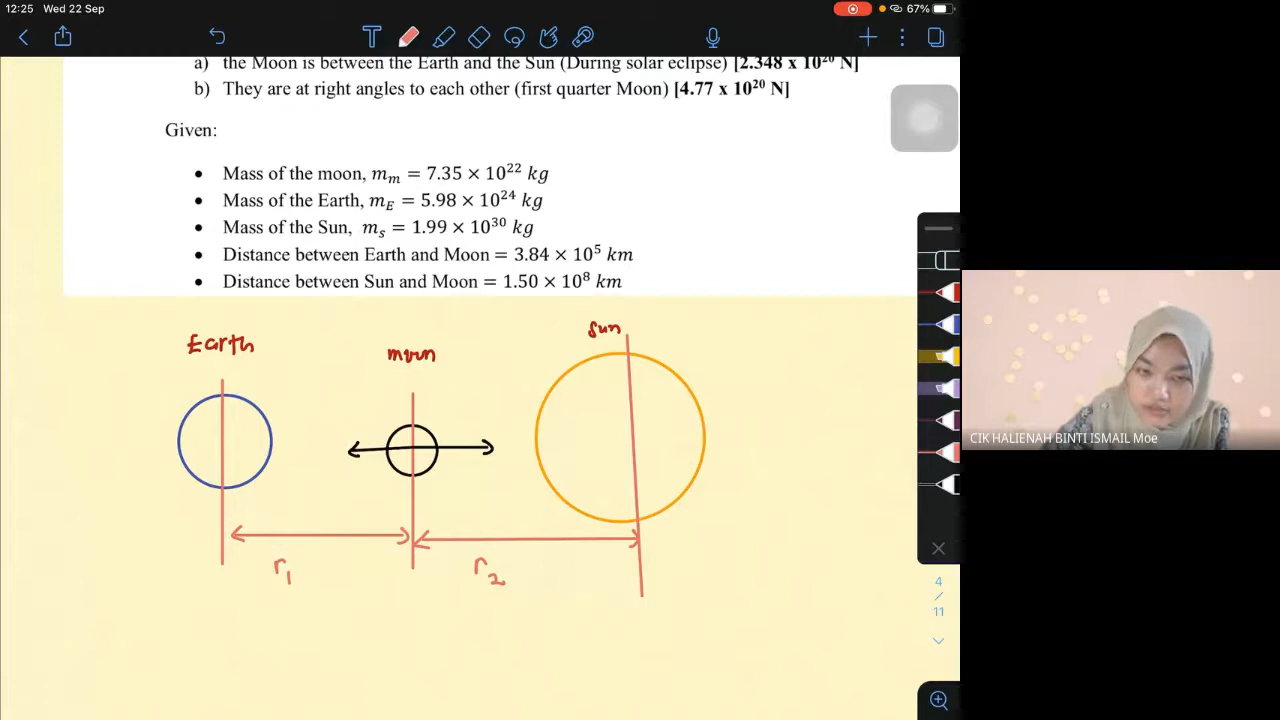 12:25 Wed 22 Sep
67%
T
a) the Moon is between the Earth and the Sun (During solar eclipse) [2.348 x 10²⁰ N]
b) They are at right angles to each other (first quarter Moon) [4.77 x 10²⁰ N]
Given:
• Mass of the moon, mₘ = 7.35 × 10²² kg
• Mass of the Earth, m_E = 5.98 × 10²⁴ kg
• Mass of the Sun, mₛ = 1.99 × 10³⁰ kg
• Distance between Earth and Moon = 3.84 × 10⁵ km
• Distance between Sun and Moon = 1.50 × 10⁸ km
Earth
moon
Sun
r₁
r₂
4
/
11
CIK HALIENAH BINTI ISMAIL Moe